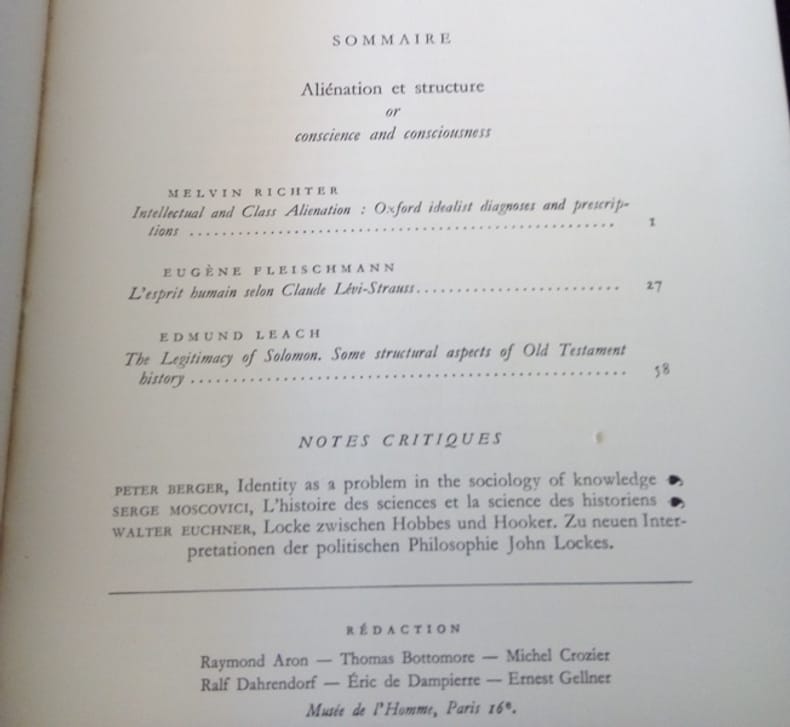 SOMMAIRE
Aliénation et structure
or
conscience and consciousness
MELVIN RICHTER
Intellectual and Class Alienation : Oxford idealist diagnoses and prescrip-
tions ........................................................ 1
EUGÈNE FLEISCHMANN
L'esprit humain selon Claude Lévi-Strauss......................... 27
EDMUND LEACH
The Legitimacy of Solomon. Some structural aspects of Old Testament
history ...................................................... 58
NOTES CRITIQUES
PETER BERGER, Identity as a problem in the sociology of knowledge ❧
SERGE MOSCOVICI, L'histoire des sciences et la science des historiens ❧
WALTER EUCHNER, Locke zwischen Hobbes und Hooker. Zu neuen Inter-
pretationen der politischen Philosophie John Lockes.
RÉDACTION
Raymond Aron — Thomas Bottomore — Michel Crozier
Ralf Dahrendorf — Éric de Dampierre — Ernest Gellner
Musée de l'Homme, Paris 16e.